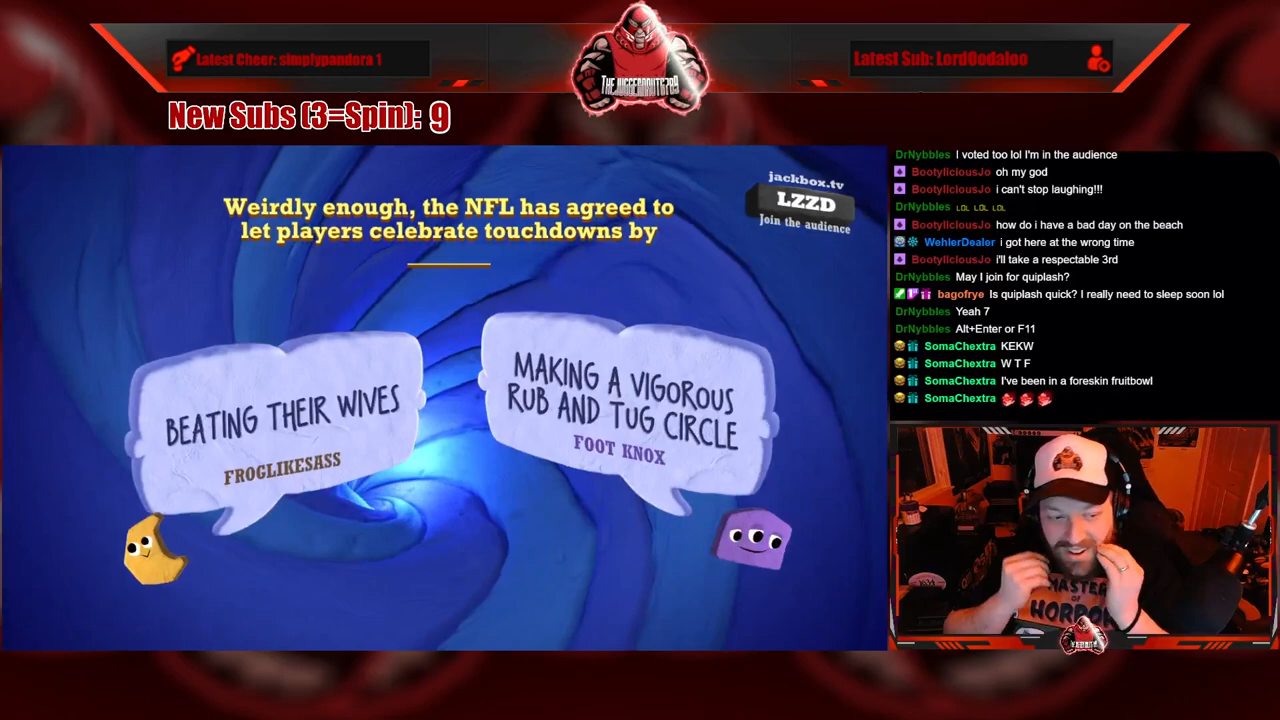 Latest Cheer: simplypandora 1
THEJUGGERNAUT6789
Latest Sub: LordOodaloo
New Subs (3=Spin): 9
Weirdly enough, the NFL has agreed to
let players celebrate touchdowns by
jackbox.tv
LZZD
Join the audience
BEATING THEIR WIVES
FROGLIKESASS
MAKING A VIGOROUS
RUB AND TUG CIRCLE
FOOT KNOX
DrNybbles I voted too lol I'm in the audience
BootyliciousJo oh my god
BootyliciousJo i can't stop laughing!!!
DrNybbles LOL LOL LOL
BootyliciousJo how do i have a bad day on the beach
WehlerDealer i got here at the wrong time
BootyliciousJo i'll take a respectable 3rd
DrNybbles May I join for quiplash?
bagofrye Is quiplash quick? I really need to sleep soon lol
DrNybbles Yeah 7
DrNybbles Alt+Enter or F11
SomaChextra KEKW
SomaChextra W T F
SomaChextra I've been in a foreskin fruitbowl
SomaChextra
MASTER
OF
HORROR